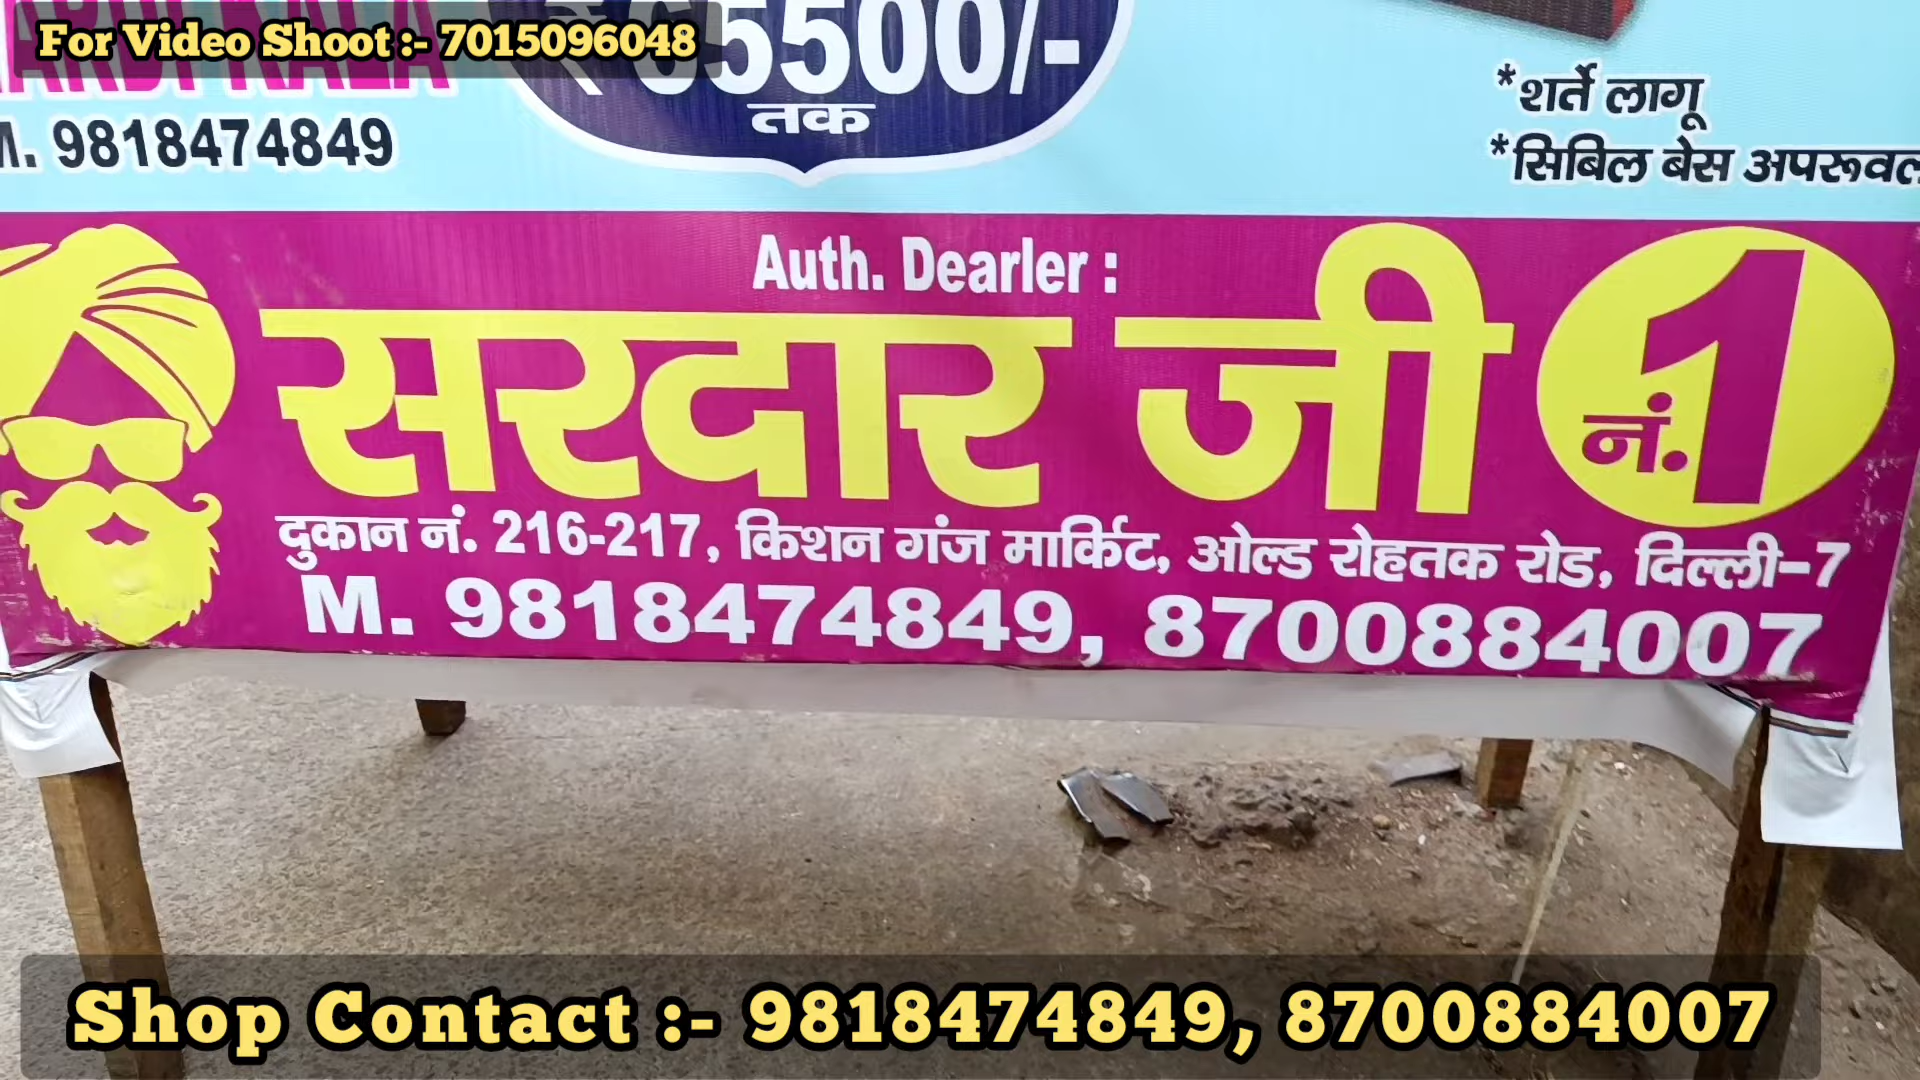 For Video Shoot :- 7015096048
5500/-
तक
M. 9818474849
*शर्ते लागू
*सिबिल बेस अपरूवल
Auth. Dearler :
सरदार जी नं. 1
दुकान नं. 216-217, किशन गंज मार्किट, ओल्ड रोहतक रोड, दिल्ली-7
M. 9818474849, 8700884007
Shop Contact :- 9818474849, 8700884007